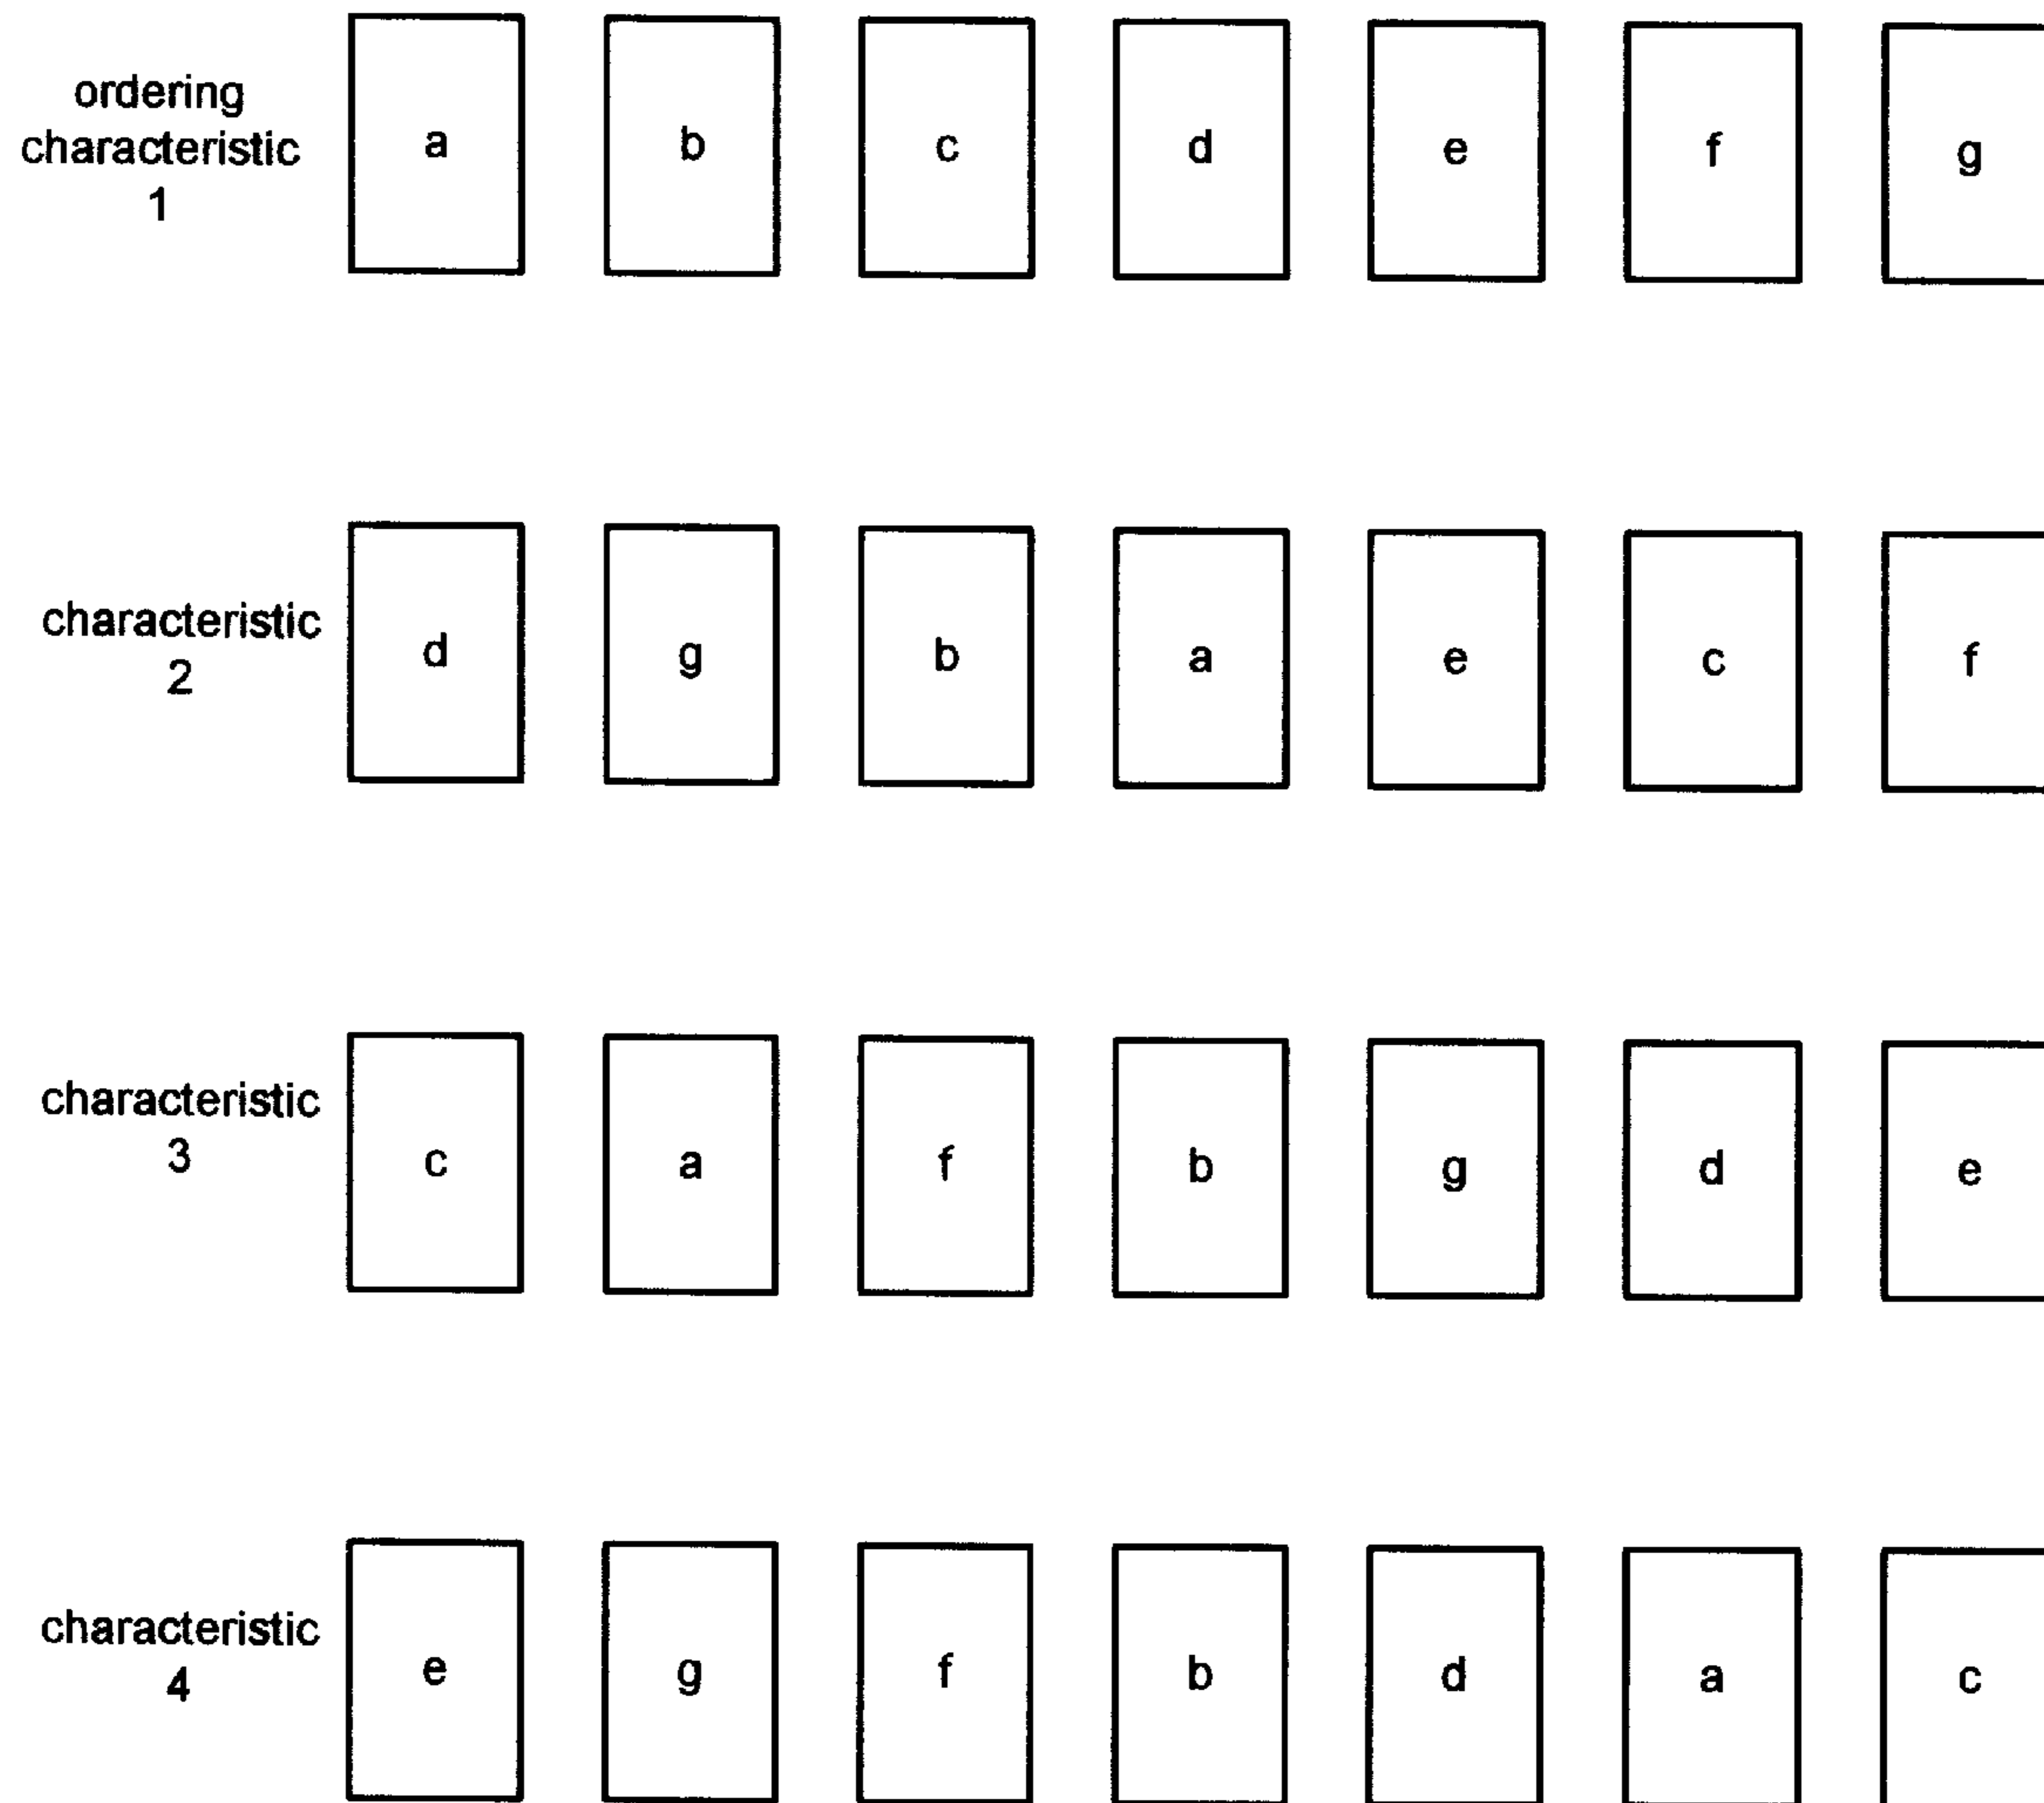 ordering
characteristic
1
a b c d e f g
characteristic
2
d g b a e c f
characteristic
3
c a f b g d e
characteristic
4
e g f b d a c